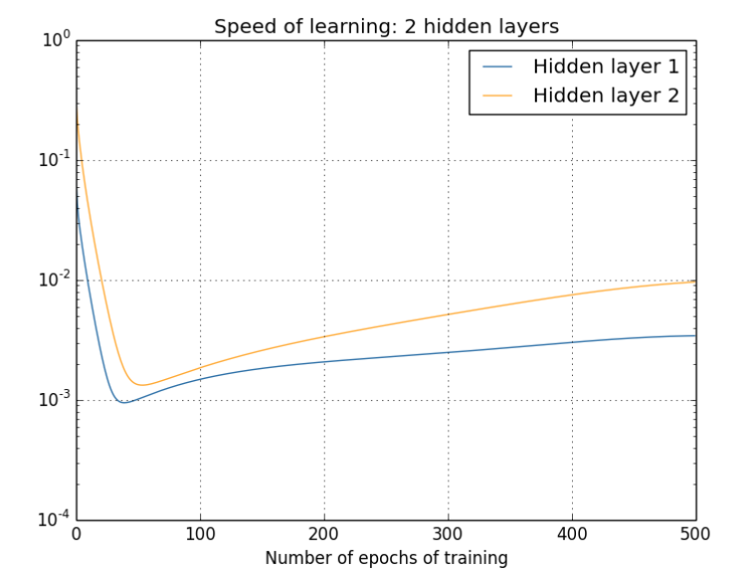 Speed of learning: 2 hidden layers
Hidden layer 1
Hidden layer 2
10^0
10^-1
10^-2
10^-3
10^-4
0 100 200 300 400 500
Number of epochs of training